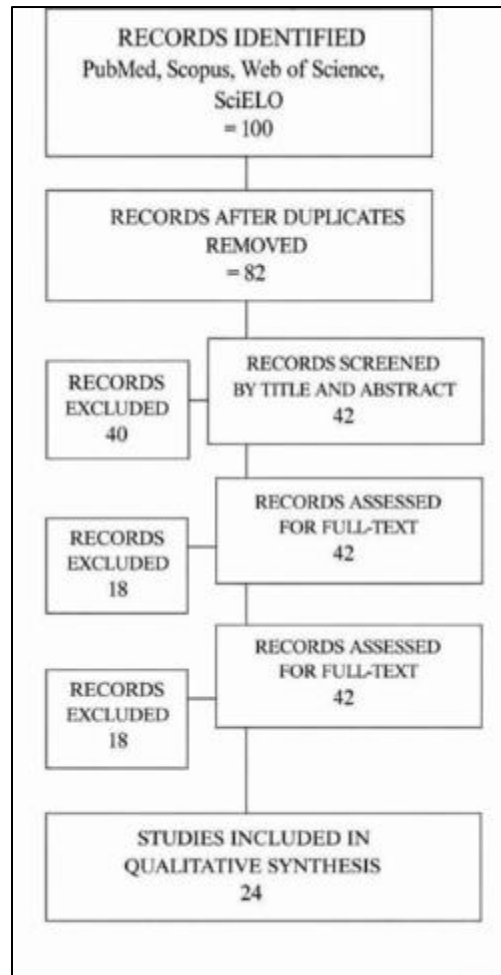 RECORDS IDENTIFIED
PubMed, Scopus, Web of Science,
SciELO
= 100
RECORDS AFTER DUPLICATES
REMOVED
= 82
RECORDS
EXCLUDED
40
RECORDS SCREENED
BY TITLE AND ABSTRACT
42
RECORDS ASSESSED
FOR FULL-TEXT
42
RECORDS
EXCLUDED
18
RECORDS ASSESSED
FOR FULL-TEXT
42
RECORDS
EXCLUDED
18
STUDIES INCLUDED IN
QUALITATIVE SYNTHESIS
24